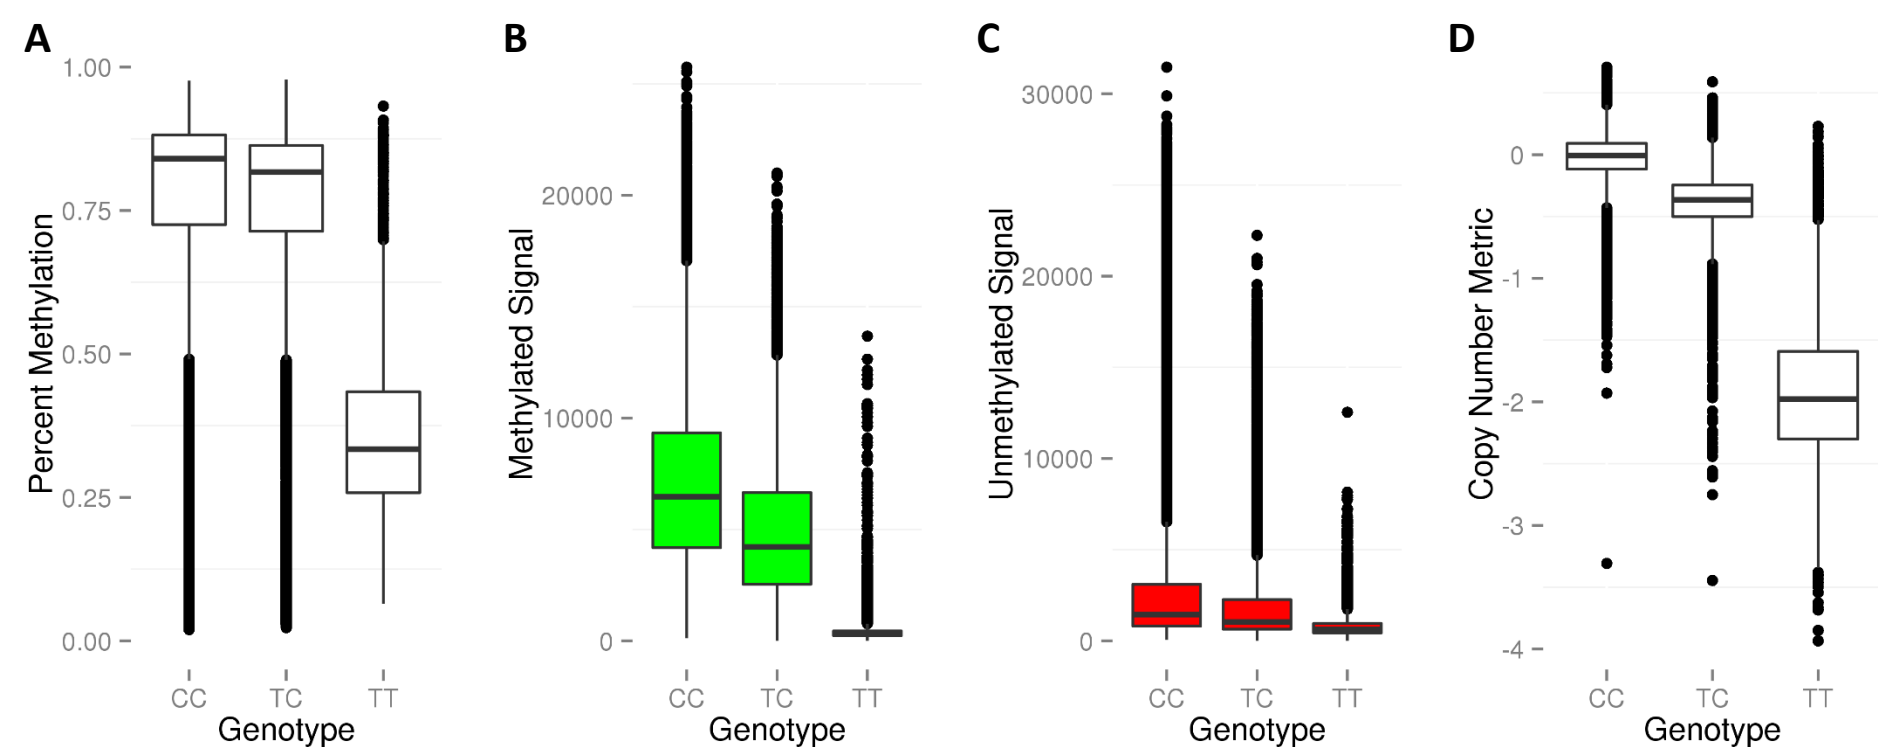 A
Percent Methylation
1.00
0.75
0.50
0.25
0.00
CC TC TT
Genotype
B
Methylated Signal
20000
10000
0
CC TC TT
Genotype
C
Unmethylated Signal
30000
20000
10000
0
CC TC TT
Genotype
D
Copy Number Metric
0
-1
-2
-3
-4
CC TC TT
Genotype